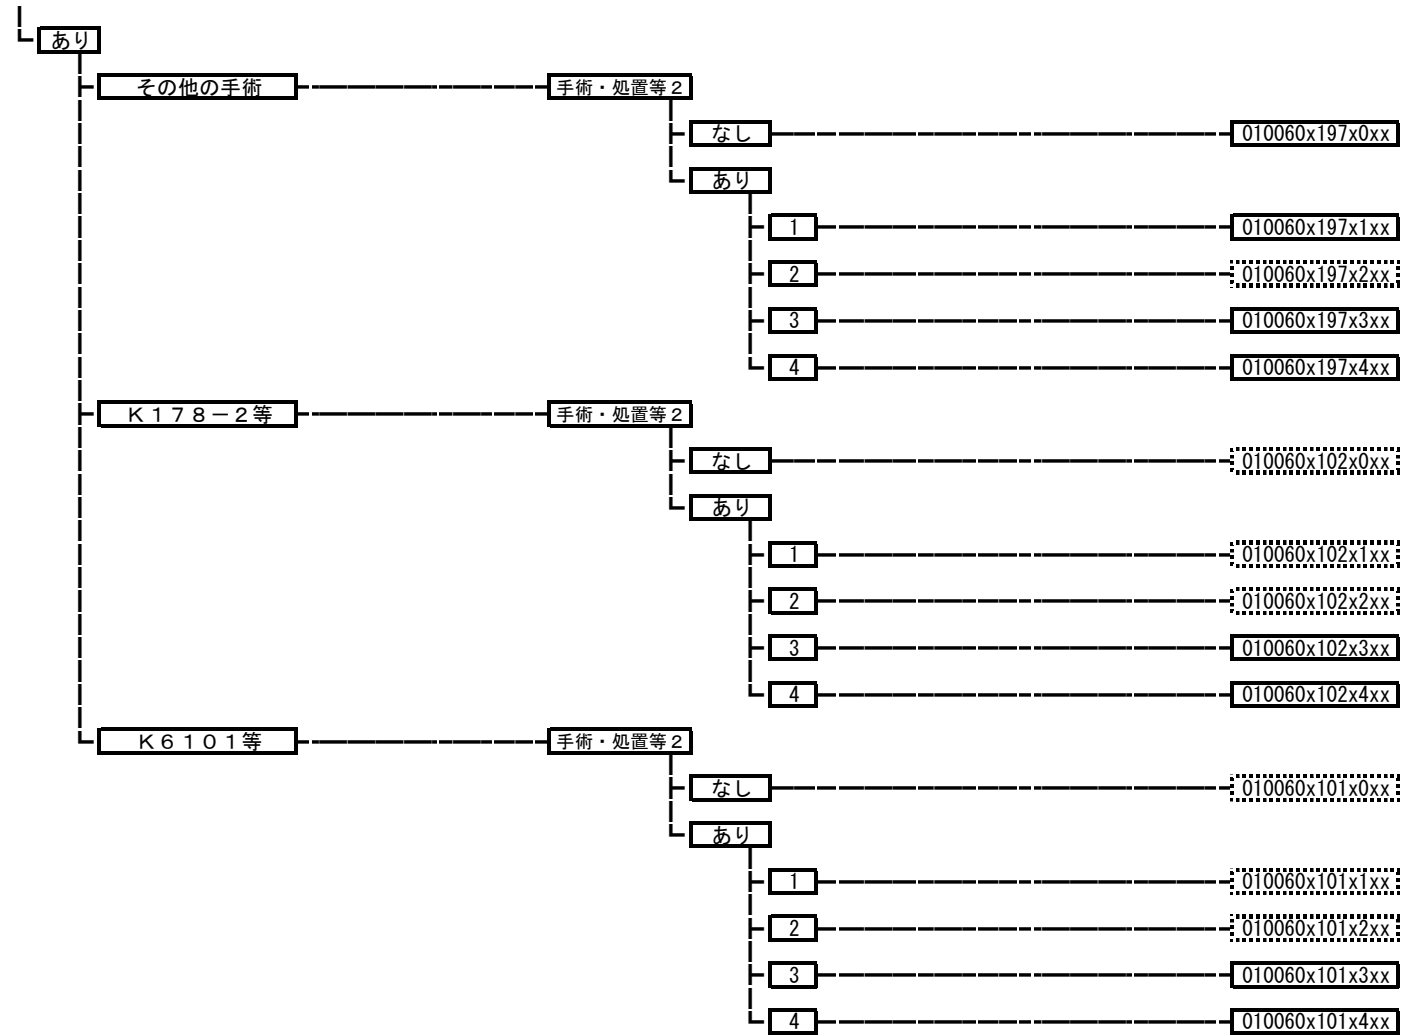 あり
その他の手術 手術・処置等２
なし 010060x197x0xx
あり
1 010060x197x1xx
2 010060x197x2xx
3 010060x197x3xx
4 010060x197x4xx
Ｋ１７８－２等 手術・処置等２
なし 010060x102x0xx
あり
1 010060x102x1xx
2 010060x102x2xx
3 010060x102x3xx
4 010060x102x4xx
Ｋ６１０１等 手術・処置等２
なし 010060x101x0xx
あり
1 010060x101x1xx
2 010060x101x2xx
3 010060x101x3xx
4 010060x101x4xx